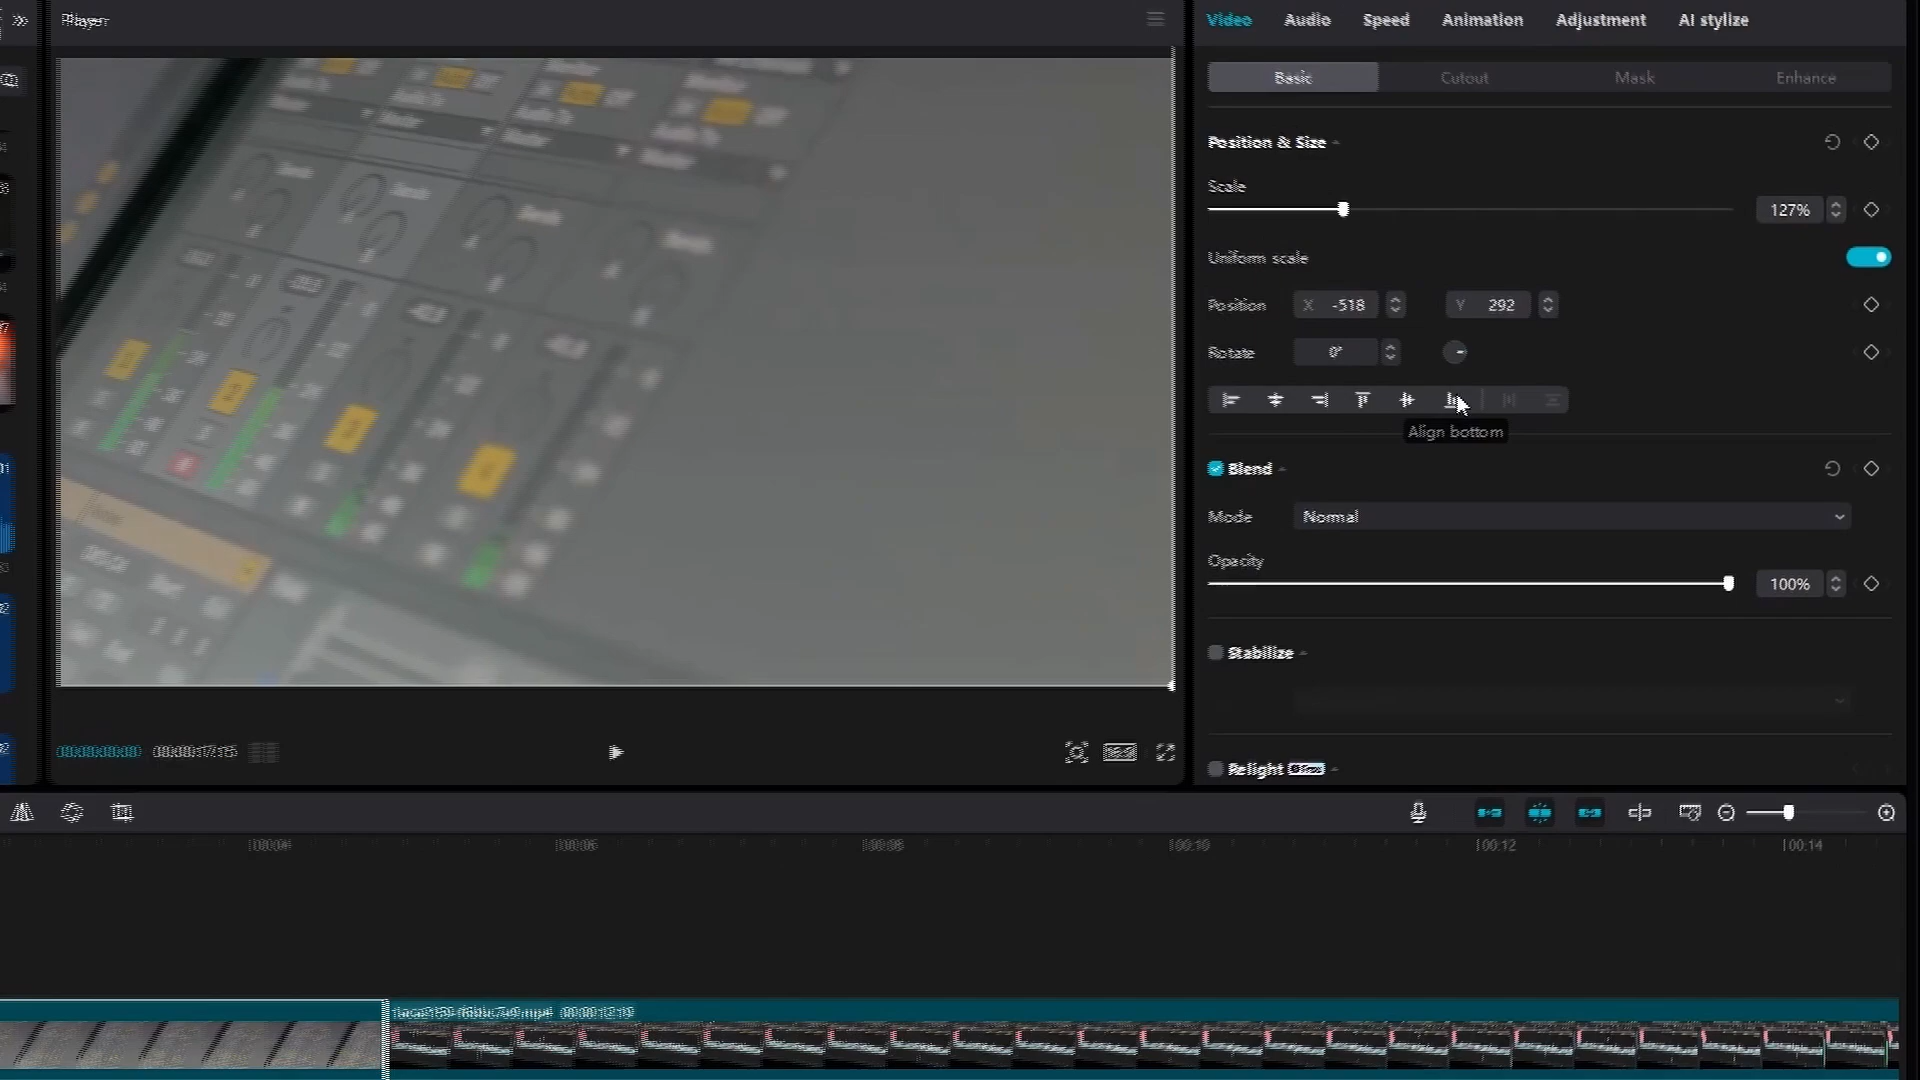 Player
Video Audio Speed Animation Adjustment AI stylize
Basic Cutout Mask Enhance
Position & Size
Scale
127%
Uniform scale
Position X -518 Y 292
Rotate 0°
Align bottom
Blend
Mode Normal
Opacity
100%
Stabilize
Relight
00:04 00:06 00:08 00:10 00:12 00:14